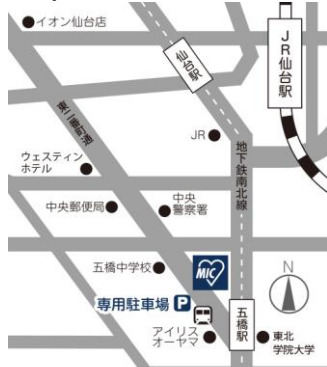 イオン仙台店
仙台駅
JR仙台駅
東二番丁通り
JR
地下鉄南北線
ウェスティン
ホテル
中央郵便局
中央
警察署
五橋中学校
MIC
N
専用駐車場 P
五橋駅
アイリス
オーヤマ
東北
学院大学